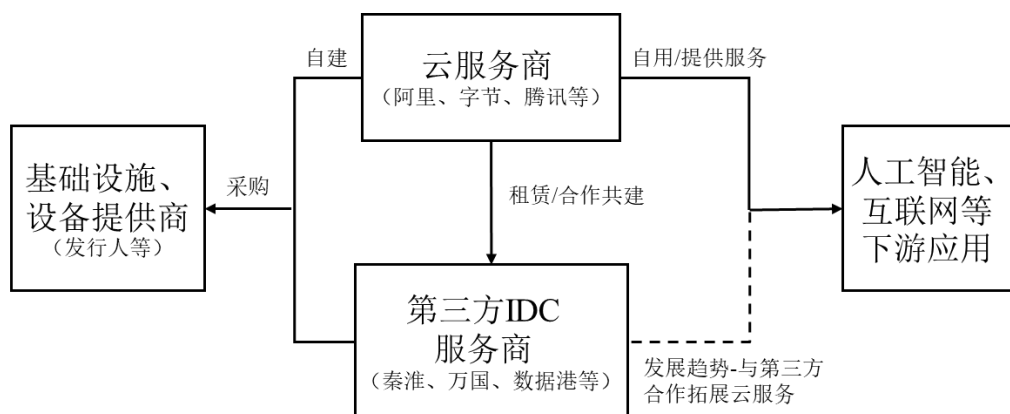 自建
云服务商
（阿里、字节、腾讯等）
自用/提供服务
基础设施、
设备提供商
（发行人等）
采购
租赁/合作共建
人工智能、
互联网等
下游应用
第三方IDC
服务商
（秦淮、万国、数据港等）
发展趋势-与第三方
合作拓展云服务